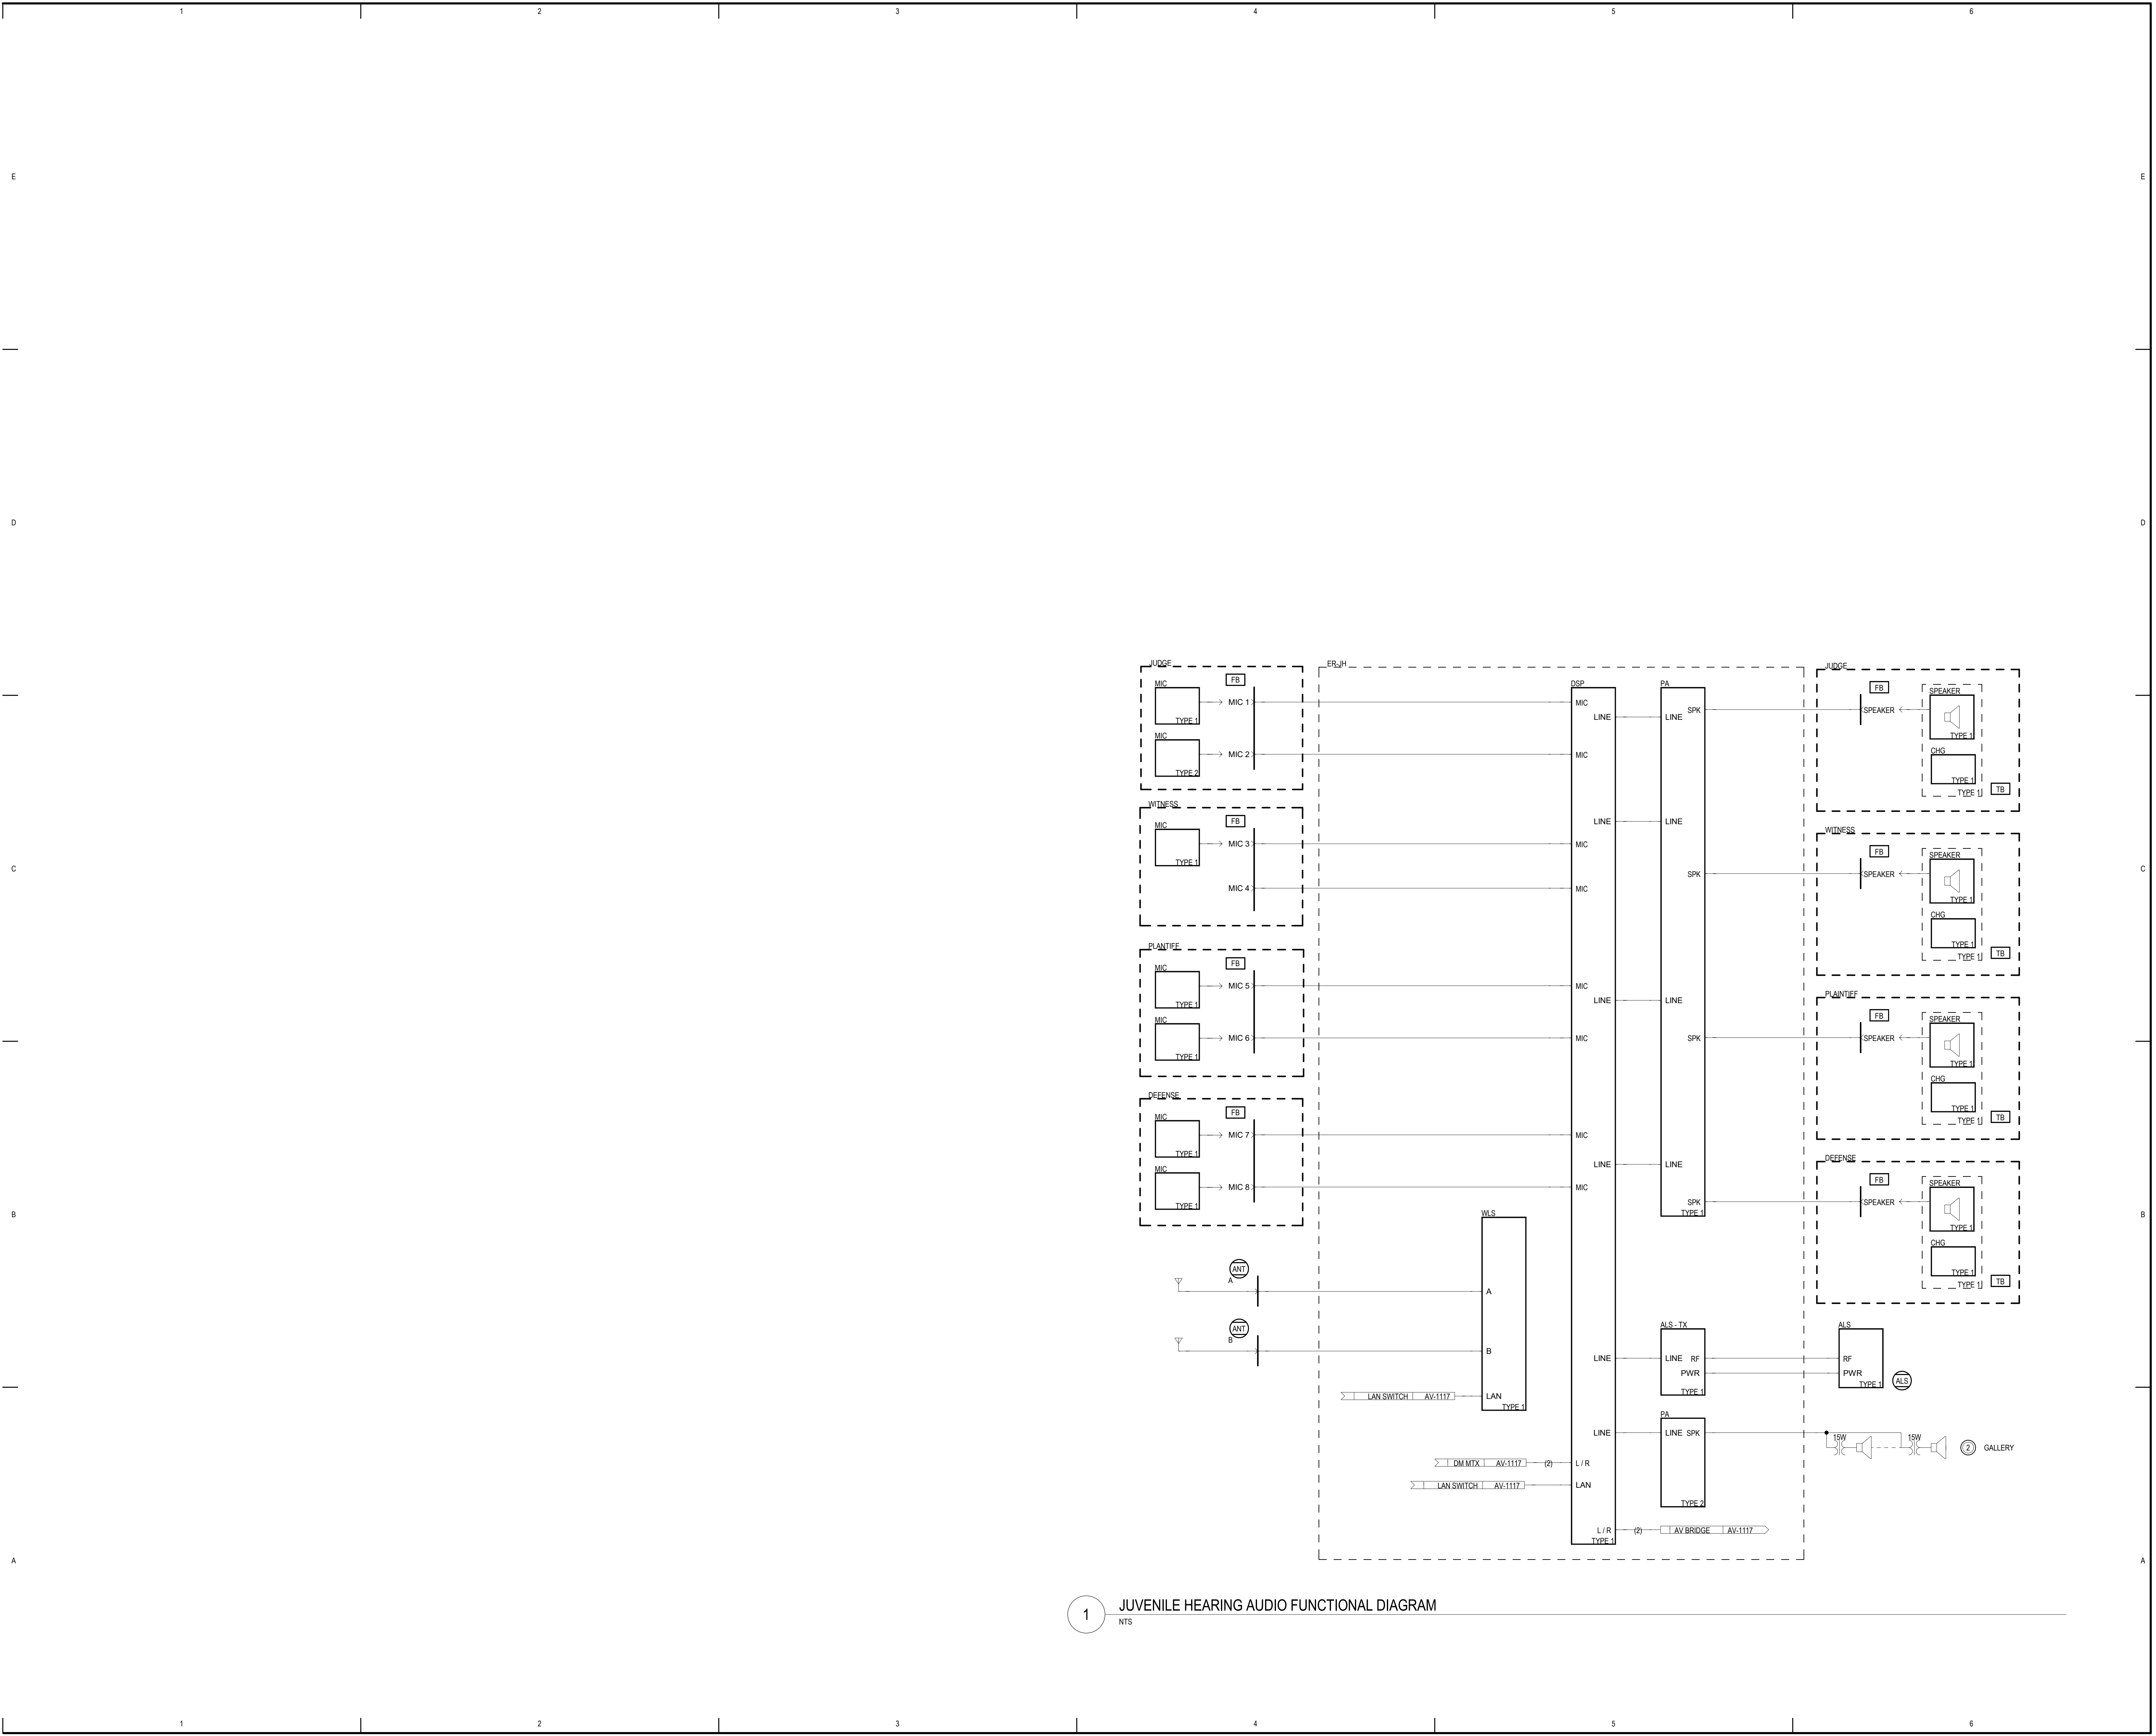 1 2 3 4 5 6
E E
D D
C C
B B
A A
JUDGE
FB
MIC
TYPE 1
MIC 1
MIC
TYPE 2
MIC 2
WITNESS
FB
MIC
TYPE 1
MIC 3
MIC 4
PLANTIFF
FB
MIC
TYPE 1
MIC 5
MIC
TYPE 1
MIC 6
DEFENSE
FB
MIC
TYPE 1
MIC 7
MIC
TYPE 1
MIC 8
ANT
A
ANT
B
ER-JH
WLS
A
B
LAN
TYPE 1
LAN SWITCH AV-1117
DM MTX AV-1117 (2)
LAN SWITCH AV-1117
DSP
MIC
LINE
MIC
LINE
MIC
MIC
MIC
LINE
MIC
MIC
LINE
MIC
LINE
LINE
L / R
LAN
L / R
TYPE 1
(2) AV BRIDGE AV-1117
PA
SPK
LINE
LINE
SPK
LINE
SPK
LINE
SPK
TYPE 1
ALS - TX
LINE RF
PWR
TYPE 1
PA
LINE SPK
TYPE 2
JUDGE
FB
SPEAKER
SPEAKER
TYPE 1
CHG
TYPE 1
TYPE 1
TB
WITNESS
FB
SPEAKER
SPEAKER
TYPE 1
CHG
TYPE 1
TYPE 1
TB
PLAINTIFF
FB
SPEAKER
SPEAKER
TYPE 1
CHG
TYPE 1
TYPE 1
TB
DEFENSE
FB
SPEAKER
SPEAKER
TYPE 1
CHG
TYPE 1
TYPE 1
TB
ALS
RF
PWR
TYPE 1
ALS
15W 15W
2 GALLERY
1 JUVENILE HEARING AUDIO FUNCTIONAL DIAGRAM
NTS
1 2 3 4 5 6